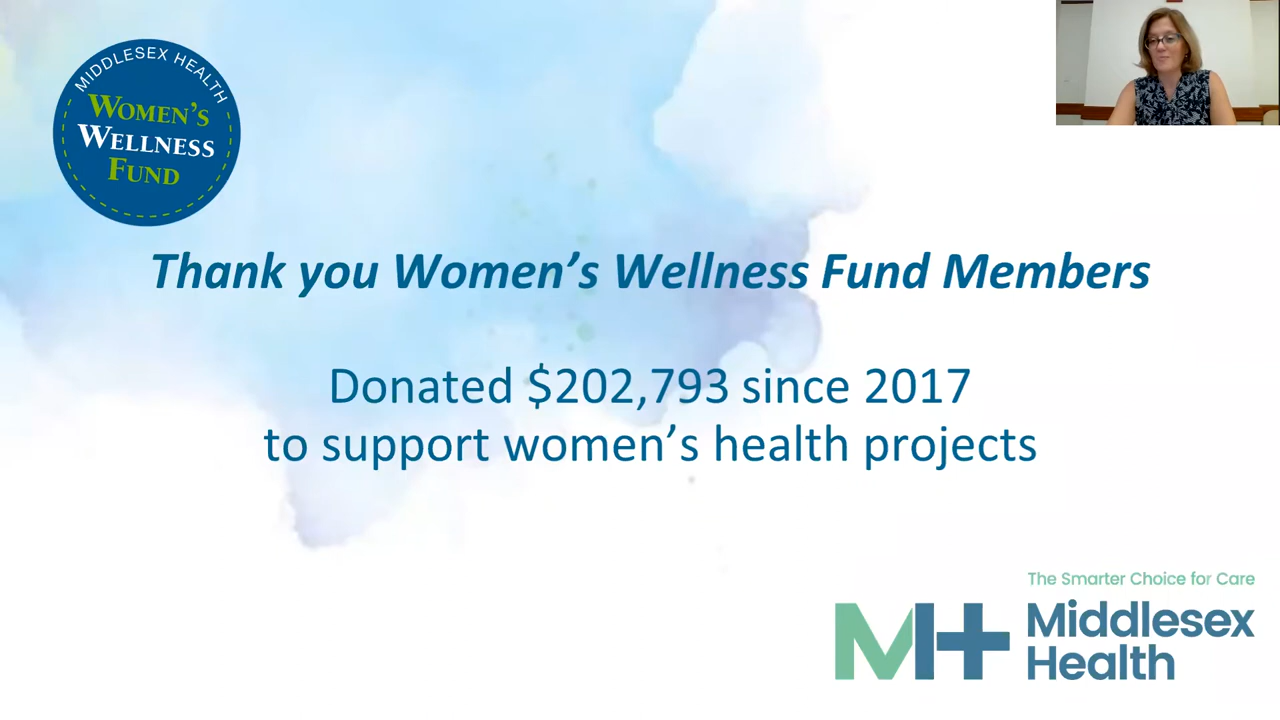 MIDDLESEX HEALTH
WOMEN'S
WELLNESS
FUND
Thank you Women's Wellness Fund Members
Donated $202,793 since 2017
to support women's health projects
The Smarter Choice for Care
MH+ Middlesex
Health